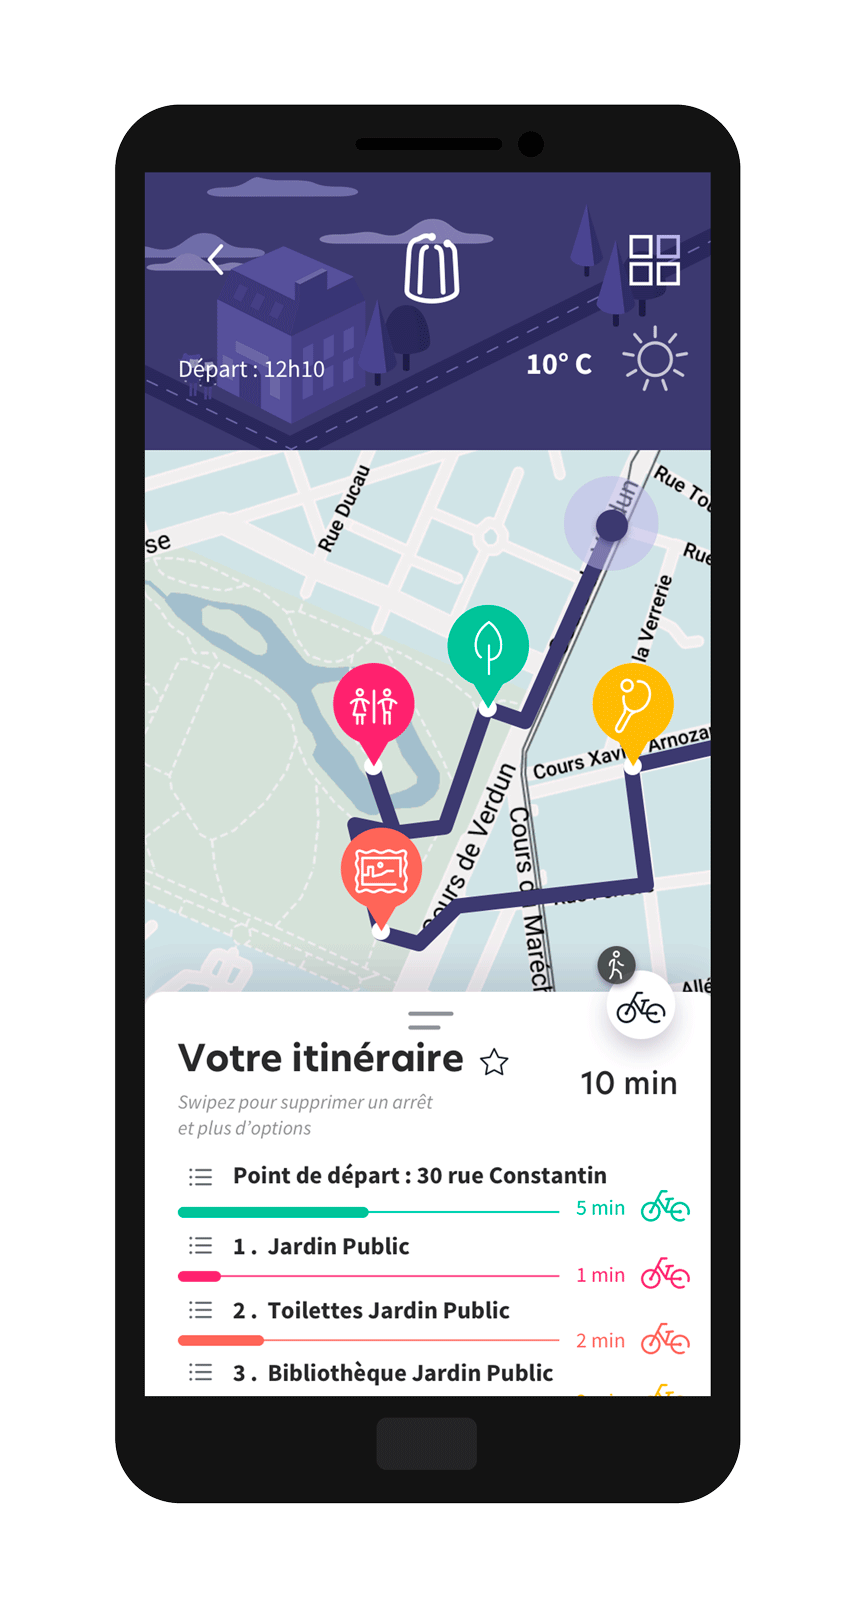 Départ : 12h10
10° C
Rue Ducau
se
Rue
Rue
la Verrerie
Cours Xavi
Arnoza
Cours de Verdun
Cours d
Maréch
Allé
Votre itinéraire
10 min
Swipez pour supprimer un arrêt
et plus d'options
Point de départ : 30 rue Constantin
5 min
1. Jardin Public
1 min
2. Toilettes Jardin Public
2 min
3. Bibliothèque Jardin Public